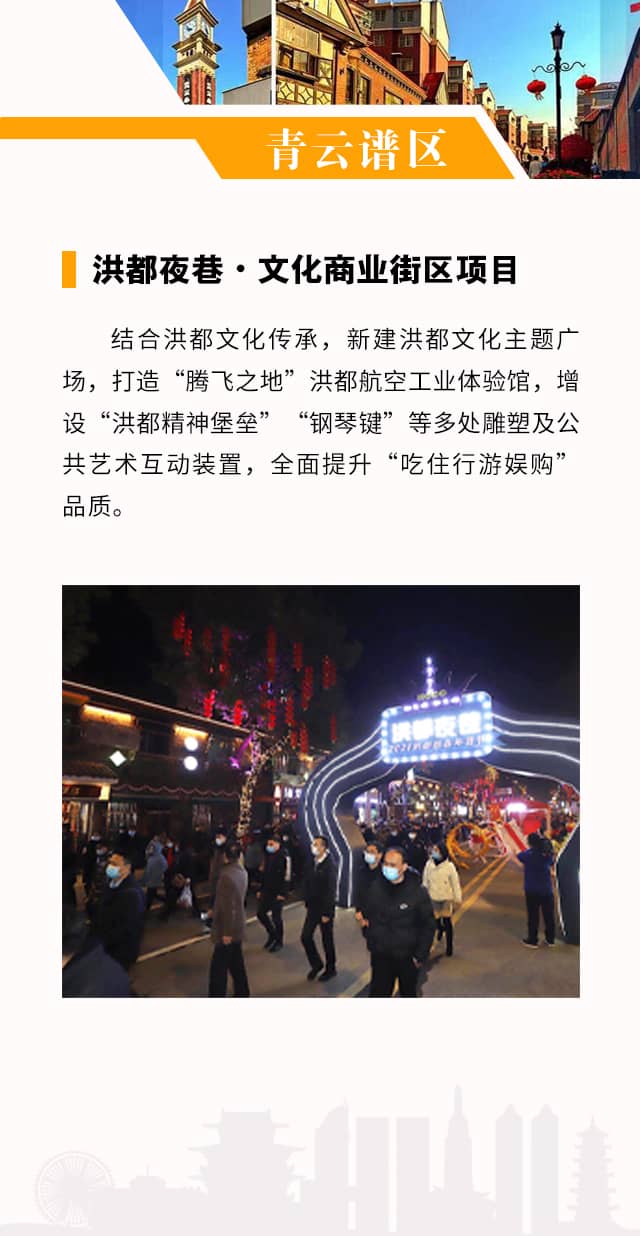 青云谱区
洪都夜巷·文化商业街区项目
结合洪都文化传承，新建洪都文化主题广
场，打造“腾飞之地”洪都航空工业体验馆，增
设“洪都精神堡垒”“钢琴键”等多处雕塑及公
共艺术互动装置，全面提升“吃住行游娱购”
品质。
洪都夜巷